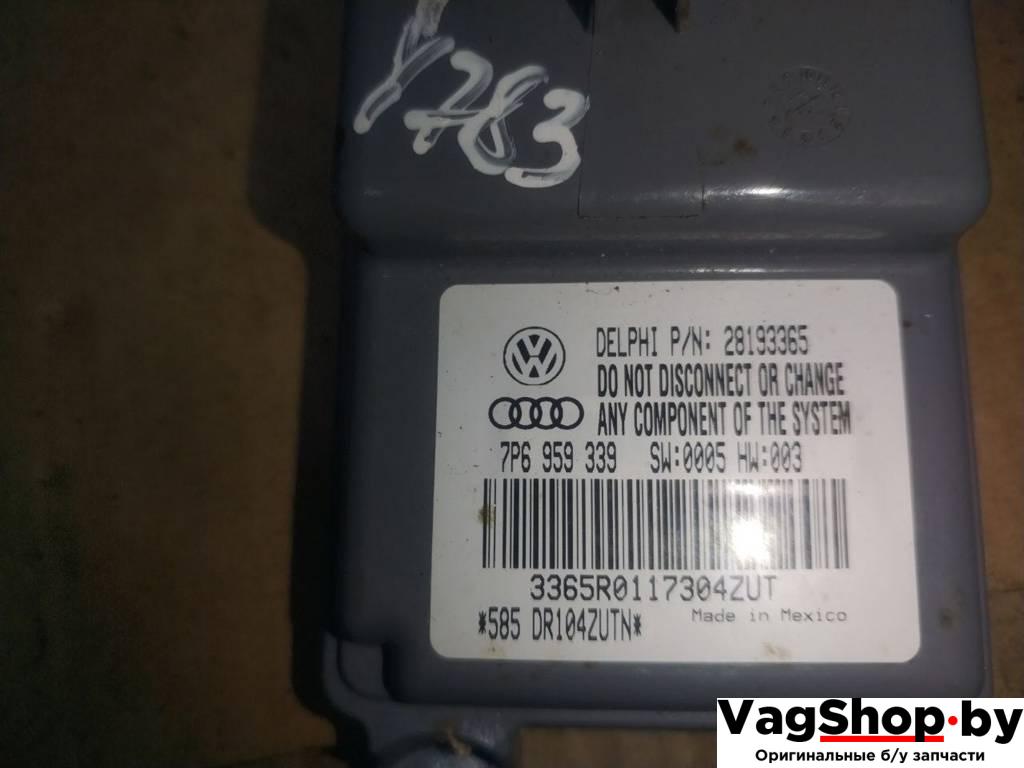 Y783
DELPHI P/N: 28193365
DO NOT DISCONNECT OR CHANGE
ANY COMPONENT OF THE SYSTEM
7P6 959 339 SW:0005 HW:003
3365R0117304ZUT
*585 DR104ZUTN*
Made in Mexico
VagShop.by
Оригинальные б/у запчасти